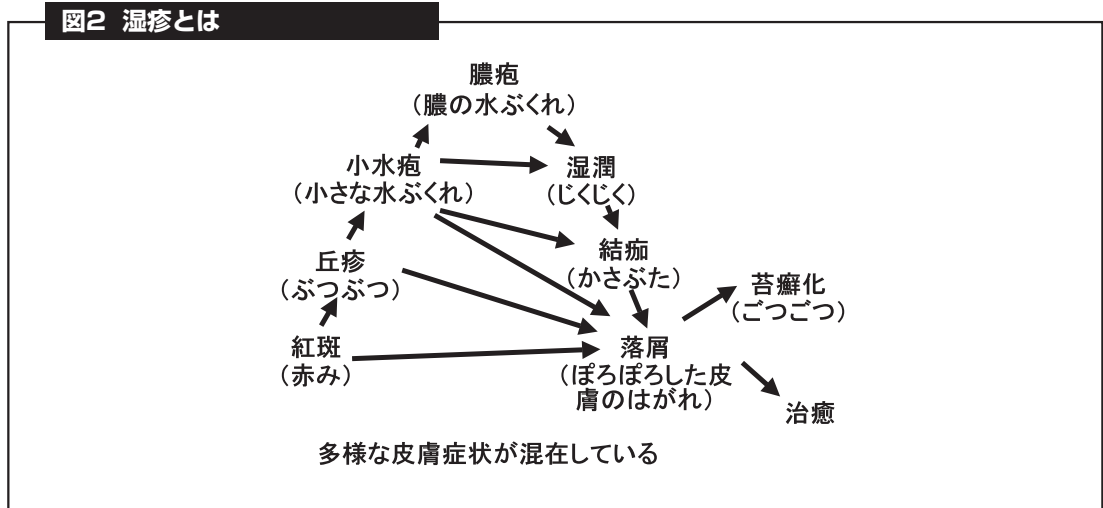 図2 湿疹とは
膿疱
（膿の水ぶくれ）
小水疱
（小さな水ぶくれ）
湿潤
（じくじく）
丘疹
（ぶつぶつ）
結痂
（かさぶた）
苔癬化
（ごつごつ）
紅斑
（赤み）
落屑
（ぽろぽろした皮
膚のはがれ）
治癒
多様な皮膚症状が混在している